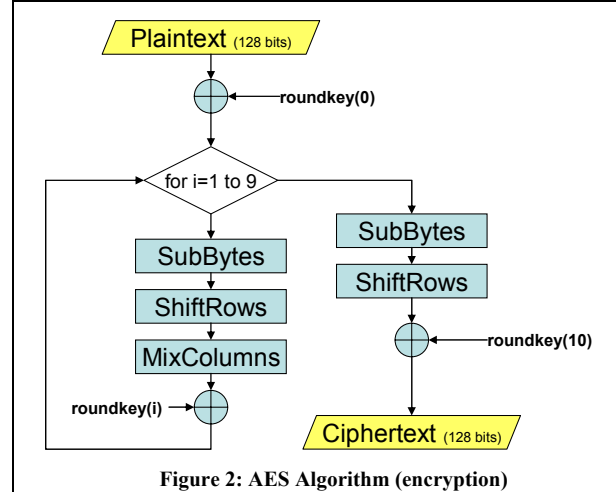 Plaintext (128 bits)
roundkey(0)
for i=1 to 9
SubBytes
ShiftRows
MixColumns
roundkey(i)
SubBytes
ShiftRows
roundkey(10)
Ciphertext (128 bits)
Figure 2: AES Algorithm (encryption)